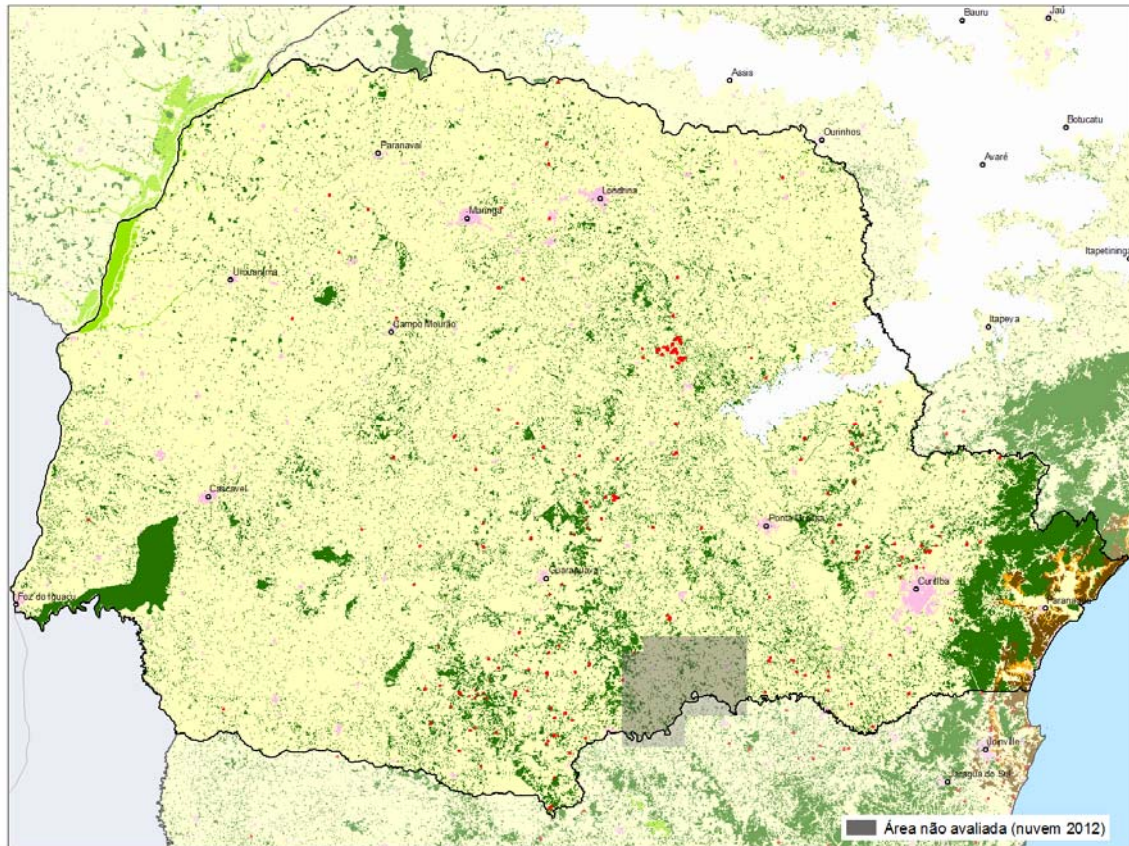 Bauru
Jaú
Assis
Botucatu
Ourinhos
Avaré
Paranavaí
Londrina
Maringá
Itapetininga
Umuarama
Itapeva
Campo Mourão
Cascavel
Ponta Grossa
Guarapuava
Curitiba
Foz do Iguaçu
Paranaguá
Joinville
Jaraguá do Sul
Área não avaliada (nuvem 2012)